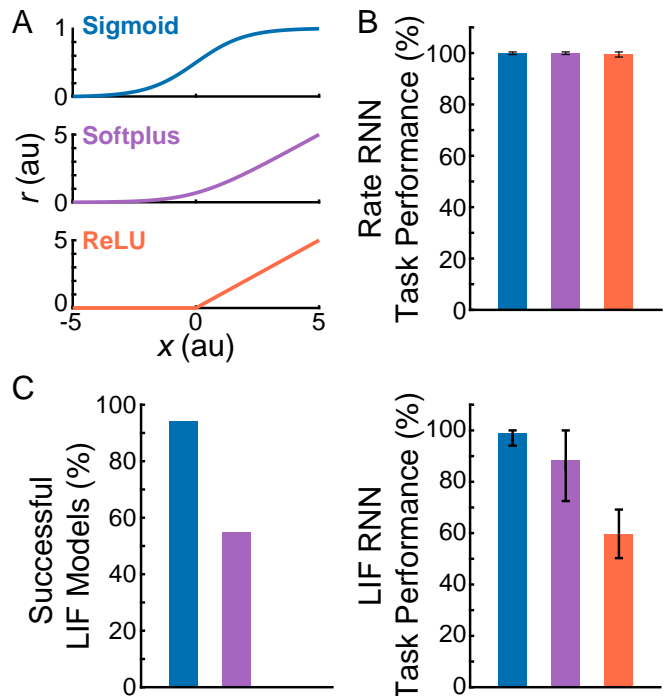 A
Sigmoid
1
0
Softplus
5
0
r (au)
ReLU
5
0
-5 0 5
x (au)
B
100
80
60
40
20
0
Rate RNN
Task Performance (%)
C
100
80
60
40
20
0
Successful
LIF Models (%)
100
80
60
40
20
0
LIF RNN
Task Performance (%)